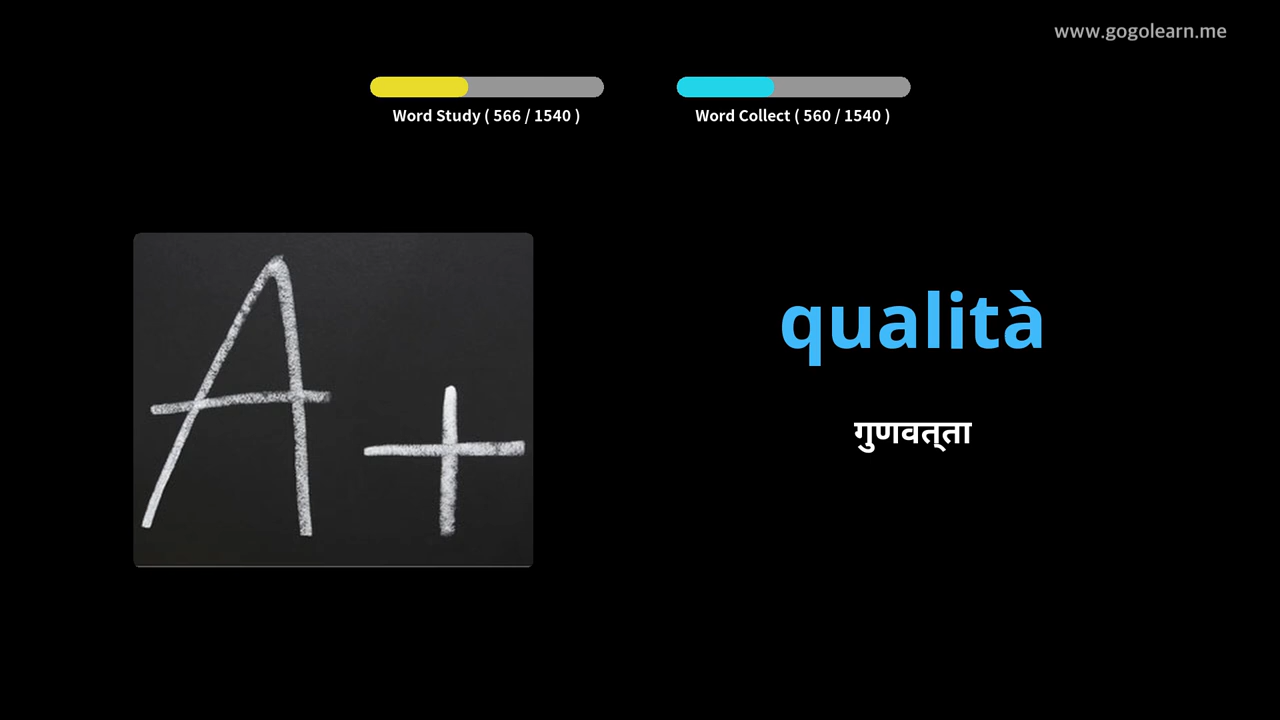 www.gogolearn.me
Word Study ( 566 / 1540 )
Word Collect ( 560 / 1540 )
A+
qualità
गुणवत्ता